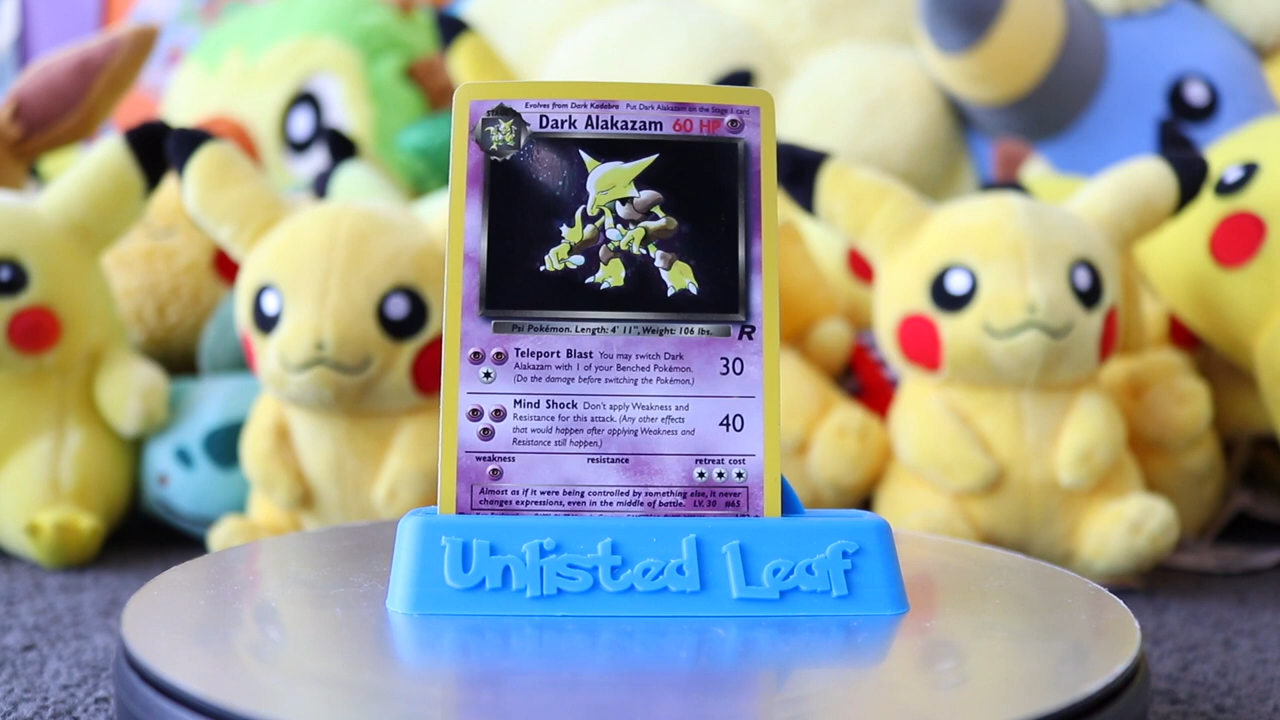 Evolves from Dark Kadabra Put Dark Alakazam on the Stage 1 card
STAGE
Dark Alakazam 60 HP
Psi Pokémon. Length: 4' 11", Weight: 106 lbs.
R
Teleport Blast You may switch Dark
Alakazam with 1 of your Benched Pokémon.
(Do the damage before switching the Pokémon.)
30
Mind Shock Don't apply Weakness and
Resistance for this attack. (Any other effects
that would happen after applying Weakness and
Resistance still happen.)
40
weakness resistance retreat cost
Almost as if it were being controlled by something else, it never
changes expressions, even in the middle of battle. LV. 30 #65
Unlisted Leaf